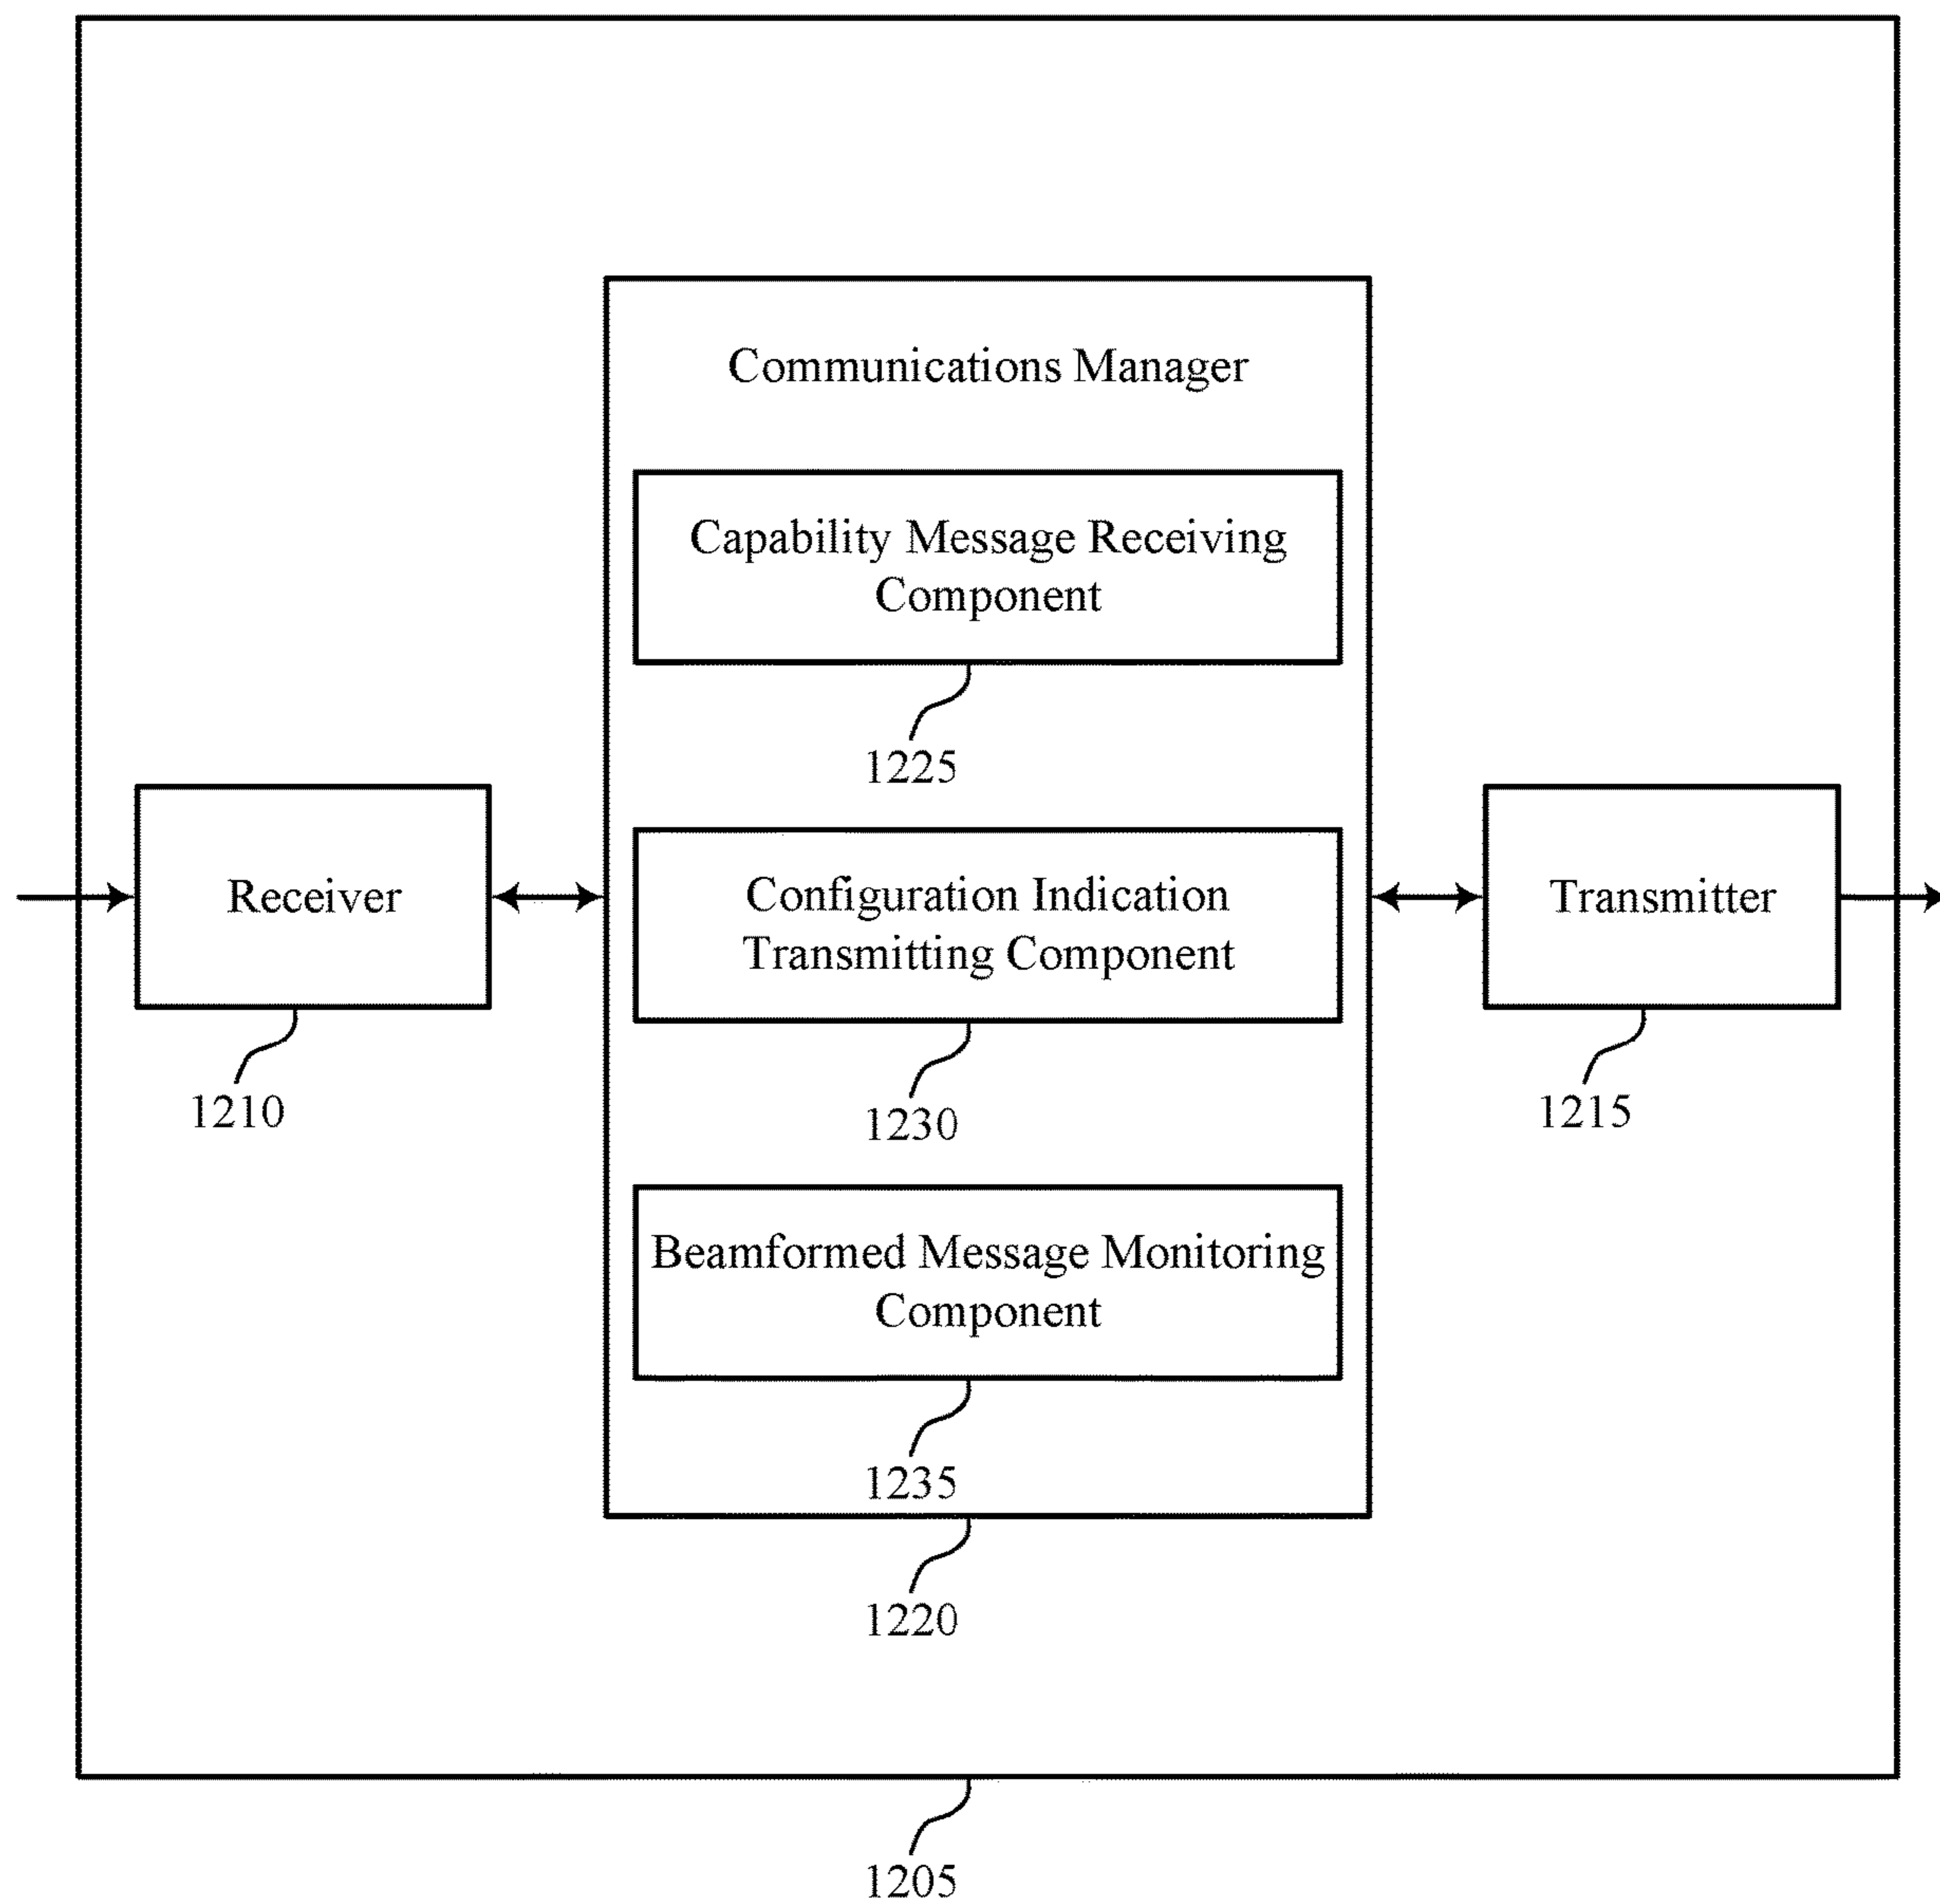 Communications Manager
Capability Message Receiving
Component
1225
Receiver
1210
Configuration Indication
Transmitting Component
1230
Transmitter
1215
Beamformed Message Monitoring
Component
1235
1220
1205